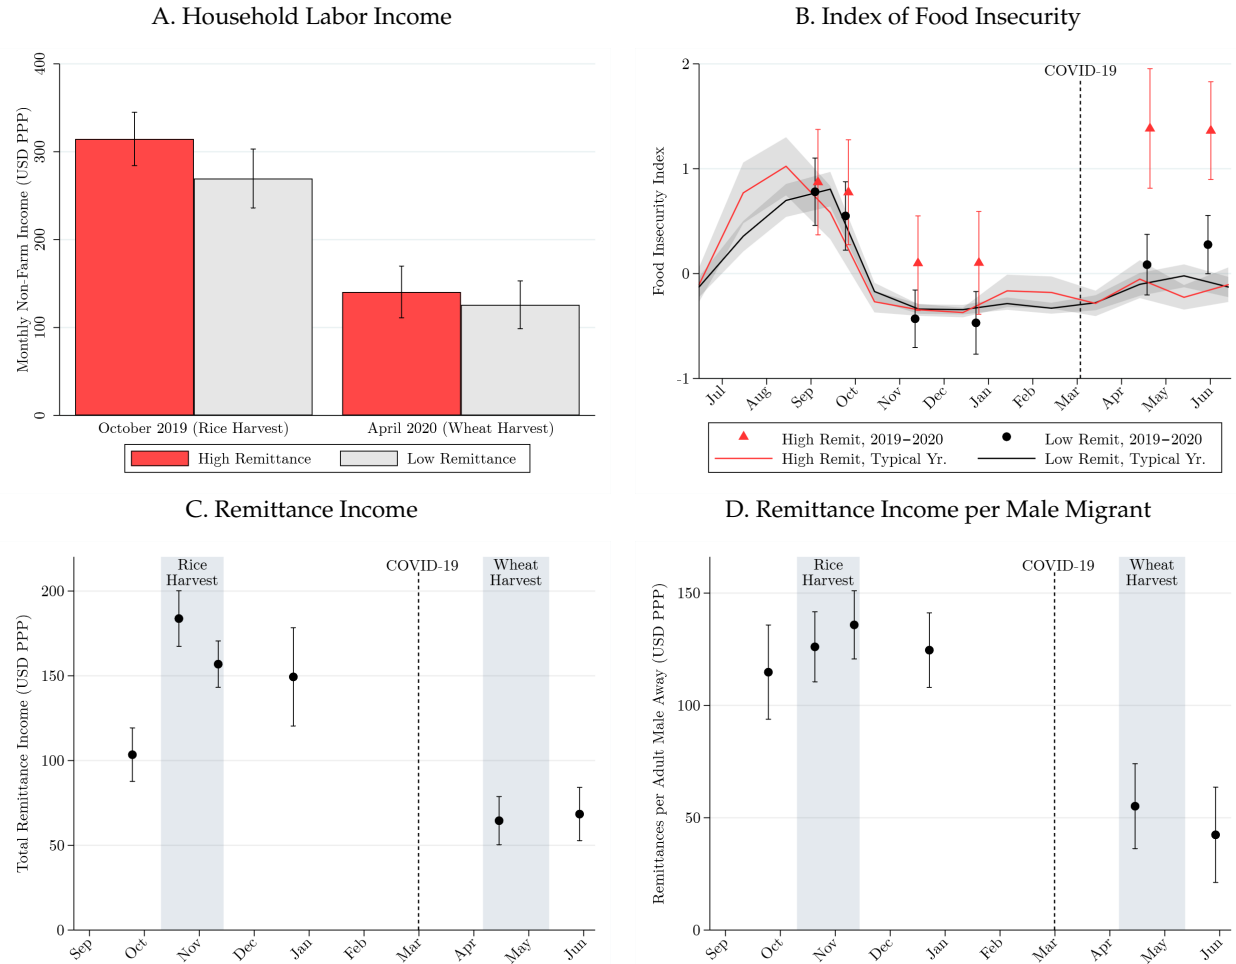 A. Household Labor Income
Monthly Non-Farm Income (USD PPP)
400
300
200
100
0
October 2019 (Rice Harvest)
April 2020 (Wheat Harvest)
High Remittance
Low Remittance
B. Index of Food Insecurity
Food Insecurity Index
2
1
0
-1
COVID-19
Jul
Aug
Sep
Oct
Nov
Dec
Jan
Feb
Mar
Apr
May
Jun
High Remit, 2019−2020
Low Remit, 2019−2020
High Remit, Typical Yr.
Low Remit, Typical Yr.
C. Remittance Income
Total Remittance Income (USD PPP)
200
150
100
50
0
Rice
Harvest
COVID-19
Wheat
Harvest
Sep
Oct
Nov
Dec
Jan
Feb
Mar
Apr
May
Jun
D. Remittance Income per Male Migrant
Remittances per Adult Male Away (USD PPP)
150
100
50
0
Rice
Harvest
COVID-19
Wheat
Harvest
Sep
Oct
Nov
Dec
Jan
Feb
Mar
Apr
May
Jun